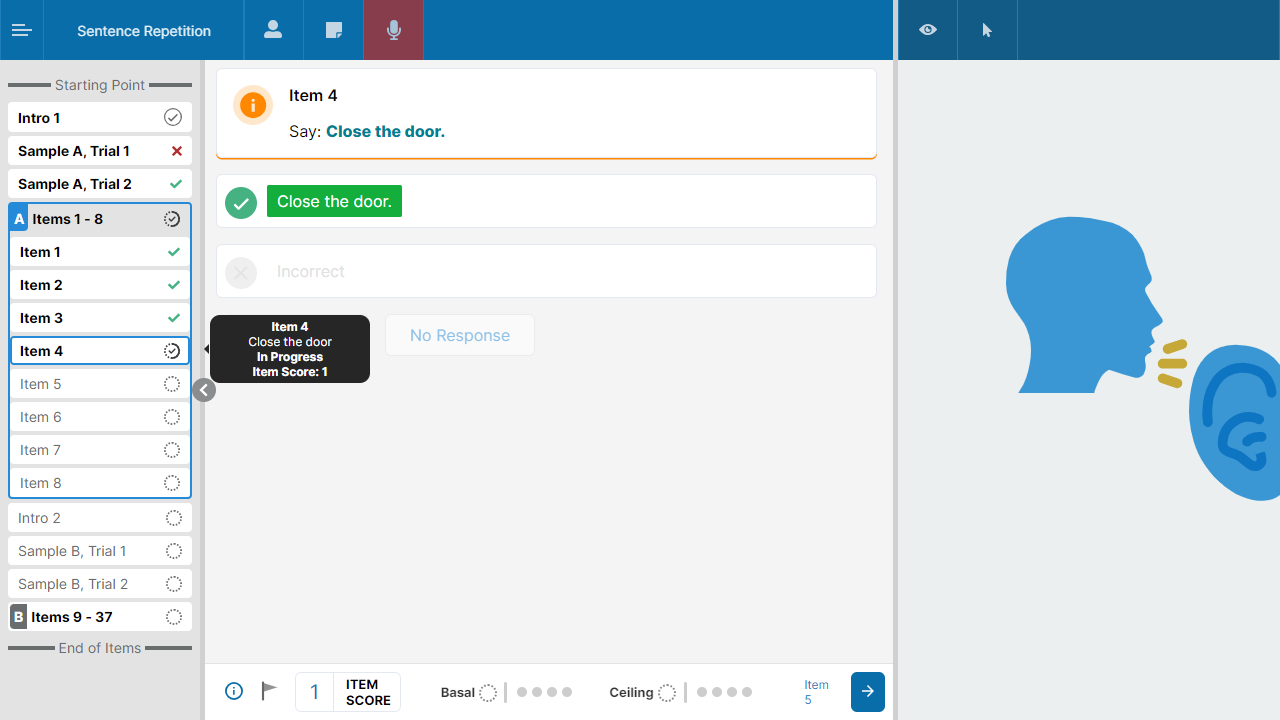 Sentence Repetition
Starting Point
Intro 1
Sample A, Trial 1
Sample A, Trial 2
A Items 1 - 8
Item 1
Item 2
Item 3
Item 4
Item 5
Item 6
Item 7
Item 8
Intro 2
Sample B, Trial 1
Sample B, Trial 2
B Items 9 - 37
End of Items
Item 4
Say: Close the door.
Close the door.
Incorrect
Item 4
Close the door
In Progress
Item Score: 1
No Response
1 ITEM
SCORE
Basal
Ceiling
Item
5